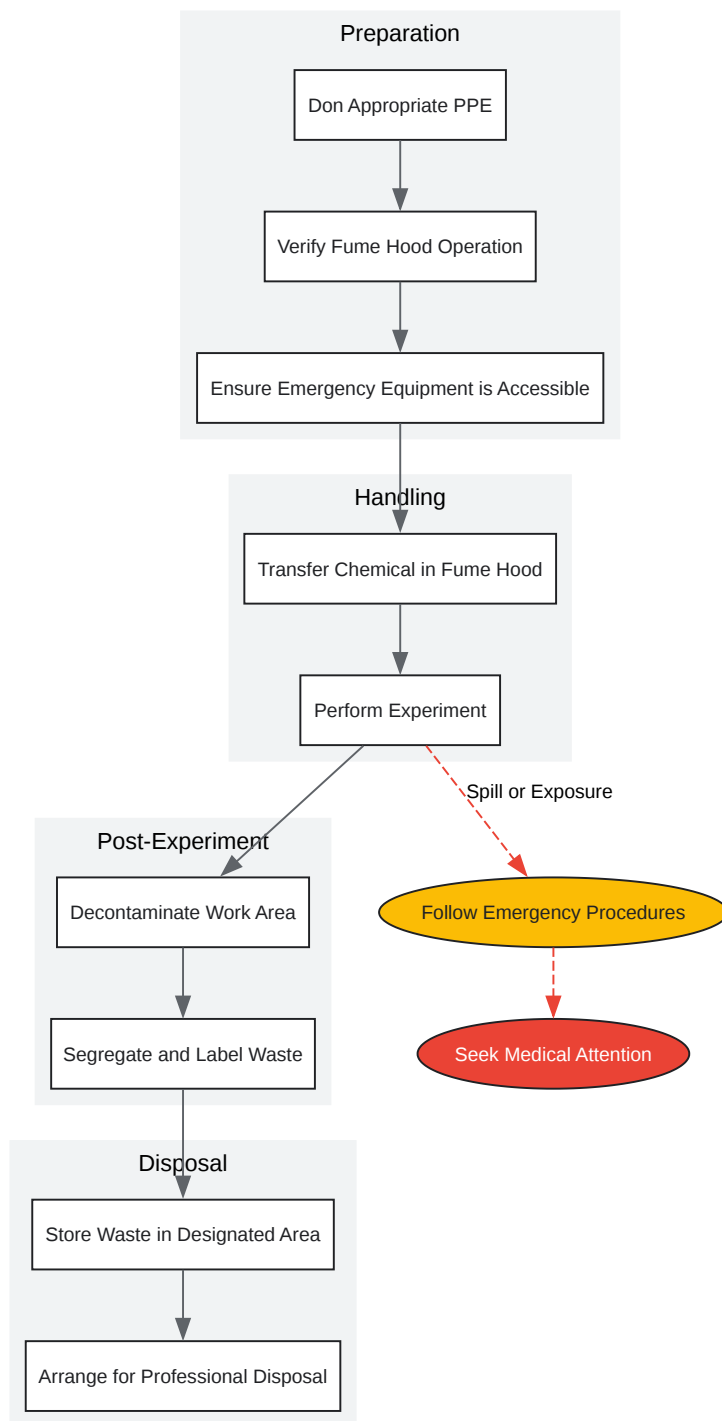 Preparation
Don Appropriate PPE
Verify Fume Hood Operation
Ensure Emergency Equipment is Accessible
Handling
Transfer Chemical in Fume Hood
Perform Experiment
Spill or Exposure
Post-Experiment
Decontaminate Work Area
Follow Emergency Procedures
Segregate and Label Waste
Seek Medical Attention
Disposal
Store Waste in Designated Area
Arrange for Professional Disposal